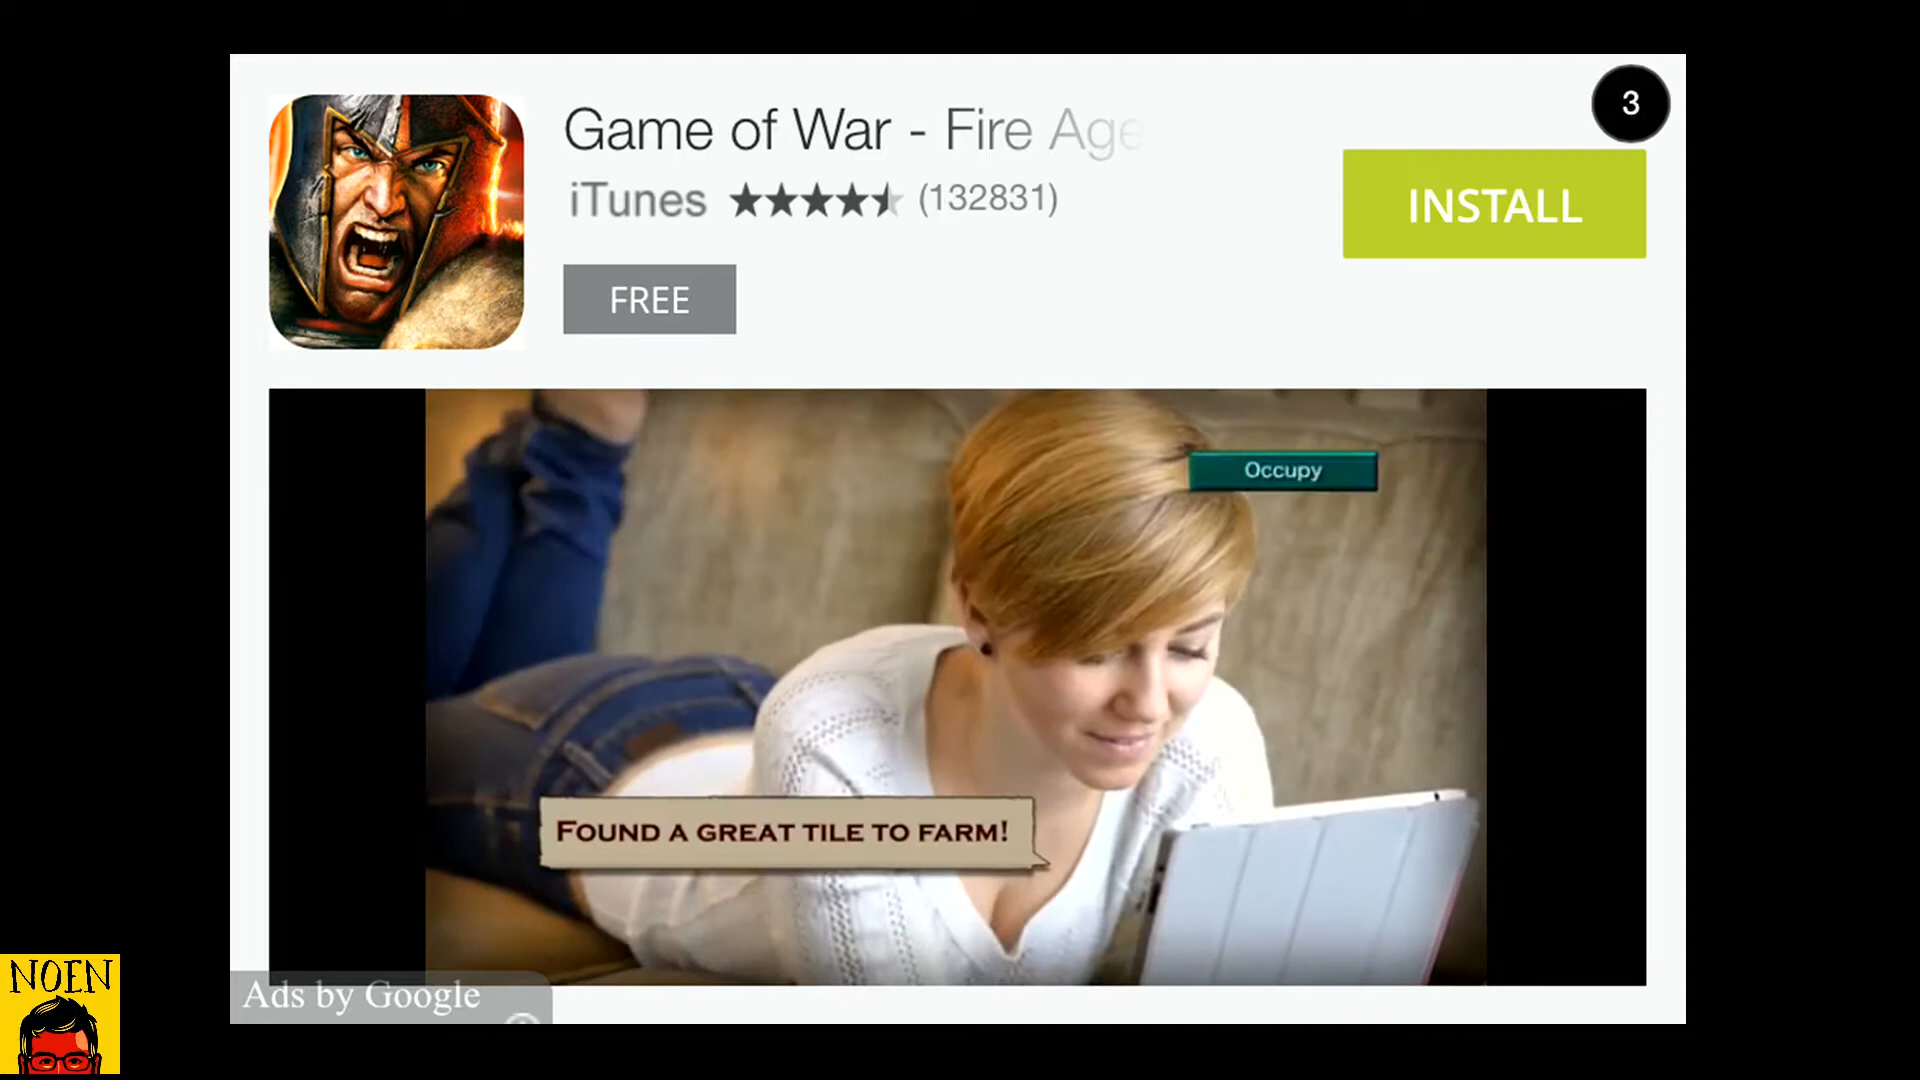 3
Game of War - Fire Age
iTunes (132831)
INSTALL
FREE
Occupy
FOUND A GREAT TILE TO FARM!
Ads by Google
NOEN